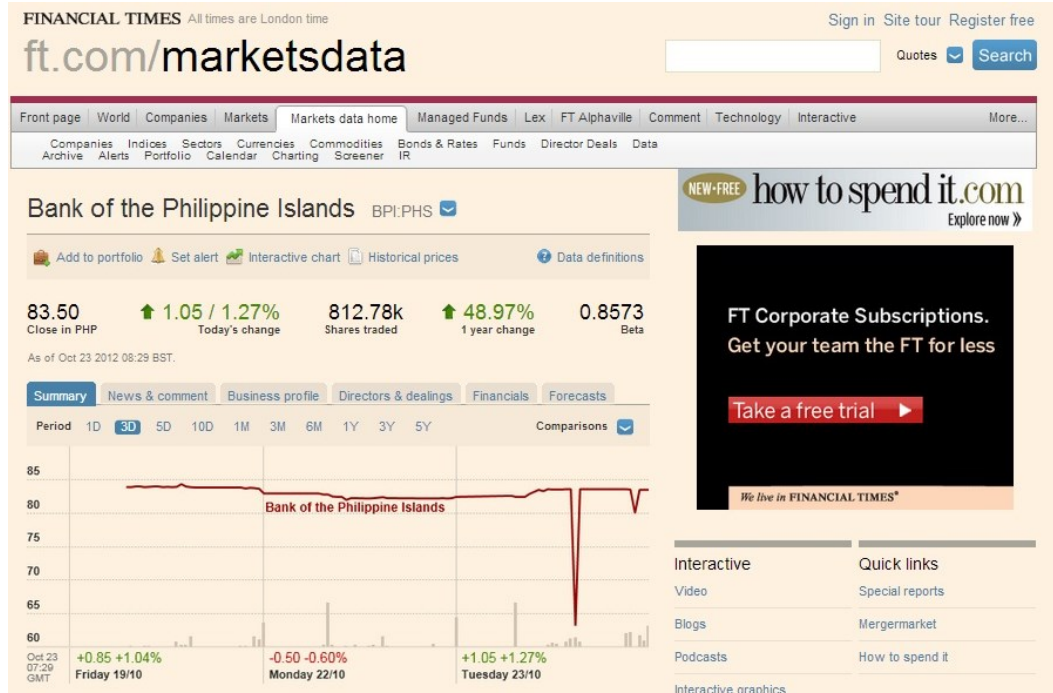 FINANCIAL TIMES All times are London time
Sign in Site tour Register free
ft.com/marketsdata
Quotes Search
Front page World Companies Markets Markets data home Managed Funds Lex FT Alphaville Comment Technology Interactive More...
Companies Indices Sectors Currencies Commodities Bonds & Rates Funds Director Deals Data
Archive Alerts Portfolio Calendar Charting Screener IR
NEW-FREE how to spend it.com
Explore now »
Bank of the Philippine Islands BPI:PHS
Add to portfolio Set alert Interactive chart Historical prices Data definitions
83.50 1.05 / 1.27% 812.78k 48.97% 0.8573
Close in PHP Today's change Shares traded 1 year change Beta
As of Oct 23 2012 08:29 BST.
FT Corporate Subscriptions.
Get your team the FT for less
Take a free trial
We live in FINANCIAL TIMES®
Summary News & comment Business profile Directors & dealings Financials Forecasts
Period 1D 3D 5D 10D 1M 3M 6M 1Y 3Y 5Y Comparisons
85
80
75
70
65
60
Bank of the Philippine Islands
Oct 23
07:29
GMT
+0.85 +1.04% -0.50 -0.60% +1.05 +1.27%
Friday 19/10 Monday 22/10 Tuesday 23/10
Interactive
Video
Blogs
Podcasts
Interactive graphics
Quick links
Special reports
Mergermarket
How to spend it